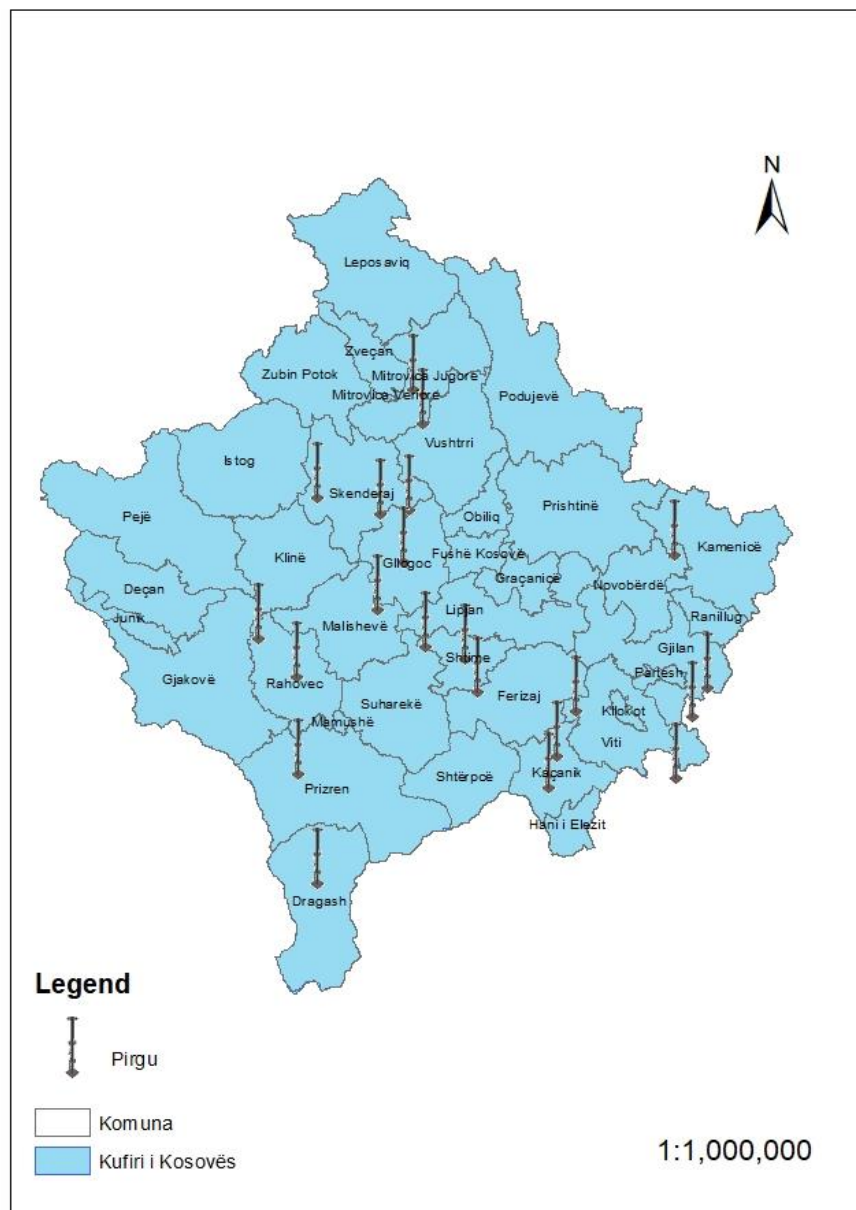 N
Leposaviq
Zveçan
Zubin Potok
Mitrovica Jugore
Mitrovica Veriore
Podujevë
Vushtrri
Istog
Skenderaj
Prishtinë
Obiliq
Pejë
Kamenicë
Klinë
Fushë Kosovë
Gllogoc
Graçanicë
Novobërdë
Deçan
Lipjan
Junik
Malishevë
Ranillug
Gjilan
Shtime
Partesh
Gjakovë
Rahovec
Ferizaj
Suharekë
Kllokot
Mamushë
Viti
Kaçanik
Shtërpcë
Prizren
Hani i Elezit
Dragash
Legend
Pirgu
Komuna
Kufiri i Kosovës
1:1,000,000